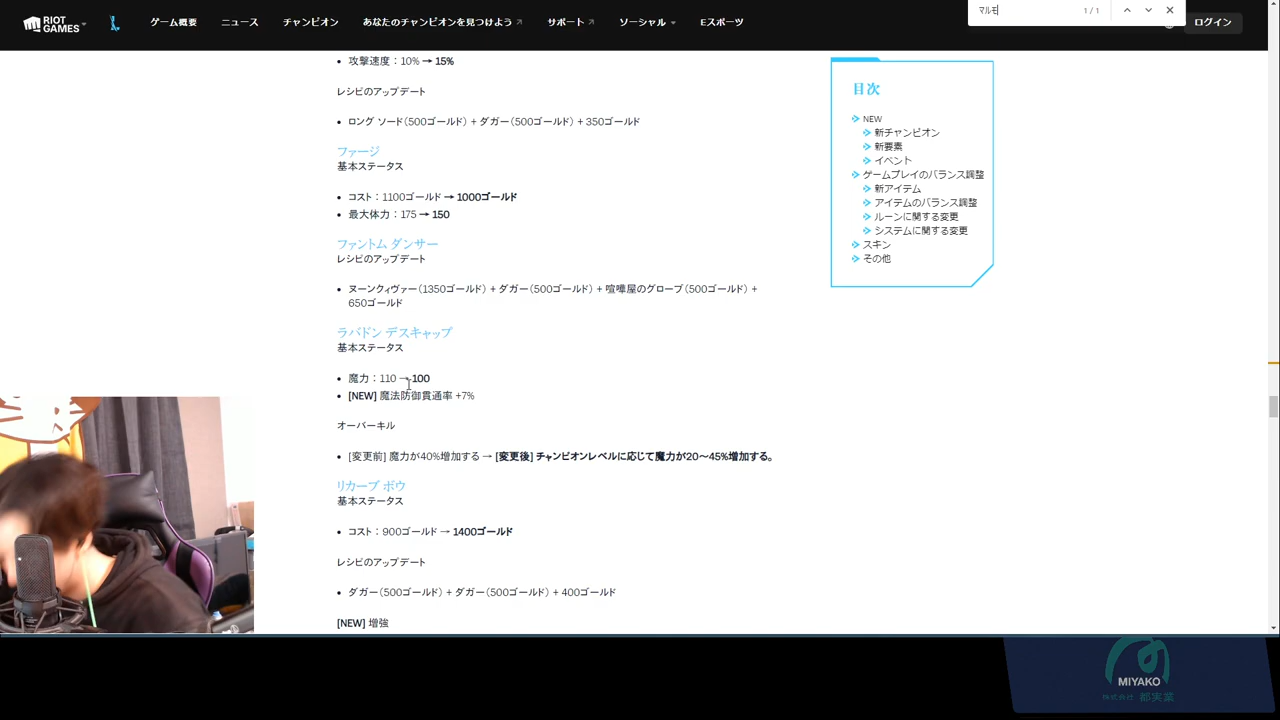 RIOT GAMES
ゲーム概要
ニュース
チャンピオン
あなたのチャンピオンを見つけよう
サポート
ソーシャル
Eスポーツ
マルモ
1/1
ログイン
• 攻撃速度：10% → 15%
レシピのアップデート
• ロング ソード(500ゴールド) + ダガー(500ゴールド) + 350ゴールド
ファージ
基本ステータス
• コスト：1100ゴールド → 1000ゴールド
• 最大体力：175 → 150
ファントム ダンサー
レシピのアップデート
• ヌーンクィヴァー(1350ゴールド) + ダガー(500ゴールド) + 喧嘩屋のグローブ(500ゴールド) +
650ゴールド
ラバドン デスキャップ
基本ステータス
• 魔力：110 → 100
• [NEW] 魔法防御貫通率 +7%
オーバーキル
• [変更前] 魔力が40%増加する → [変更後] チャンピオンレベルに応じて魔力が20～45%増加する。
リカーブ ボウ
基本ステータス
• コスト：900ゴールド → 1400ゴールド
レシピのアップデート
• ダガー(500ゴールド) + ダガー(500ゴールド) + 400ゴールド
[NEW] 増強
目次
NEW
新チャンピオン
新要素
イベント
ゲームプレイのバランス調整
新アイテム
アイテムのバランス調整
ルーンに関する変更
システムに関する変更
スキン
その他
MIYAKO
株式会社 都実業